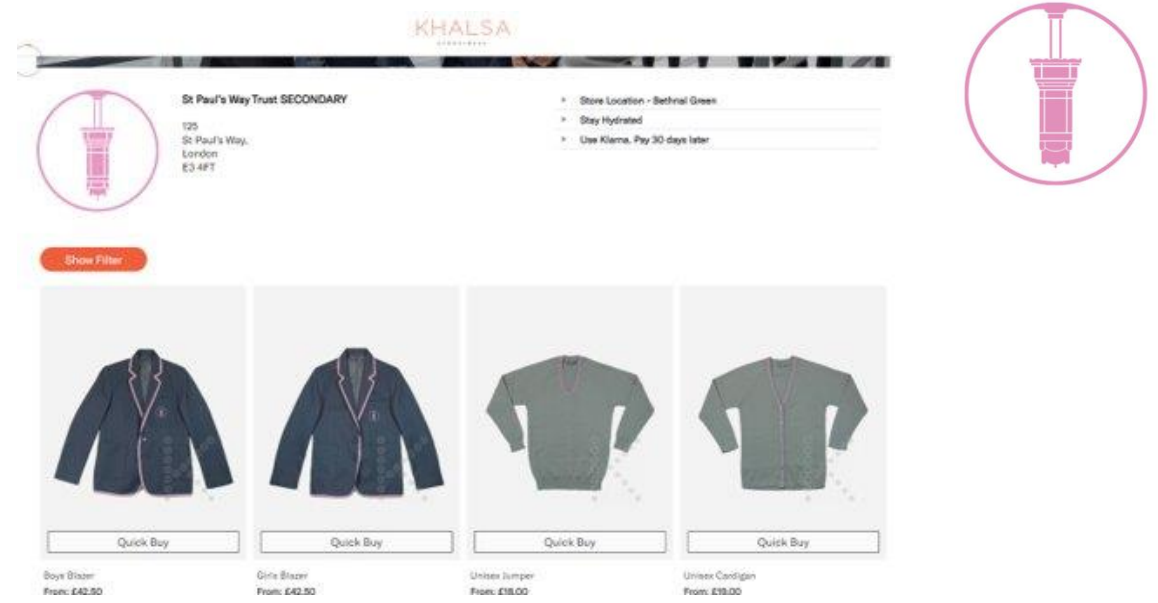 KHALSA
St Paul's Way Trust SECONDARY
125
St Paul's Way,
London
E3 4FT
Store Location - Bethnal Green
Stay Hydrated
Use Klarna, Pay 30 days later
Show Filter
Quick Buy
Quick Buy
Quick Buy
Quick Buy
Boys Blazer
From: £42.50
Girls Blazer
From: £42.50
Unisex Jumper
From: £18.00
Unisex Cardigan
From: £19.00